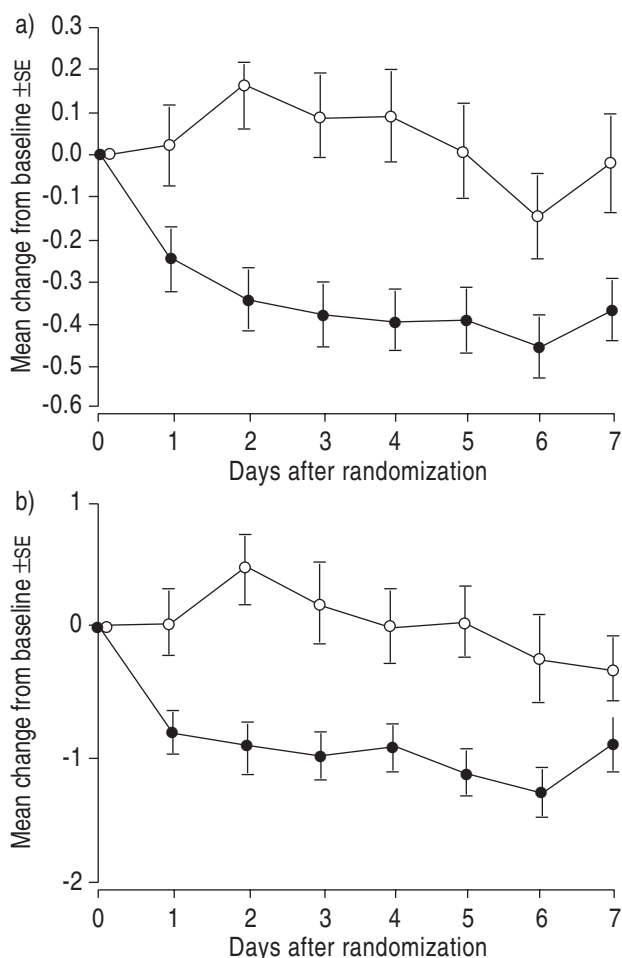 a)
0.3
0.2
0.1
0.0
-0.1
-0.2
-0.3
-0.4
-0.5
-0.6
Mean change from baseline ±SE
0 1 2 3 4 5 6 7
Days after randomization
b)
1
0
-1
-2
Mean change from baseline ±SE
0 1 2 3 4 5 6 7
Days after randomization